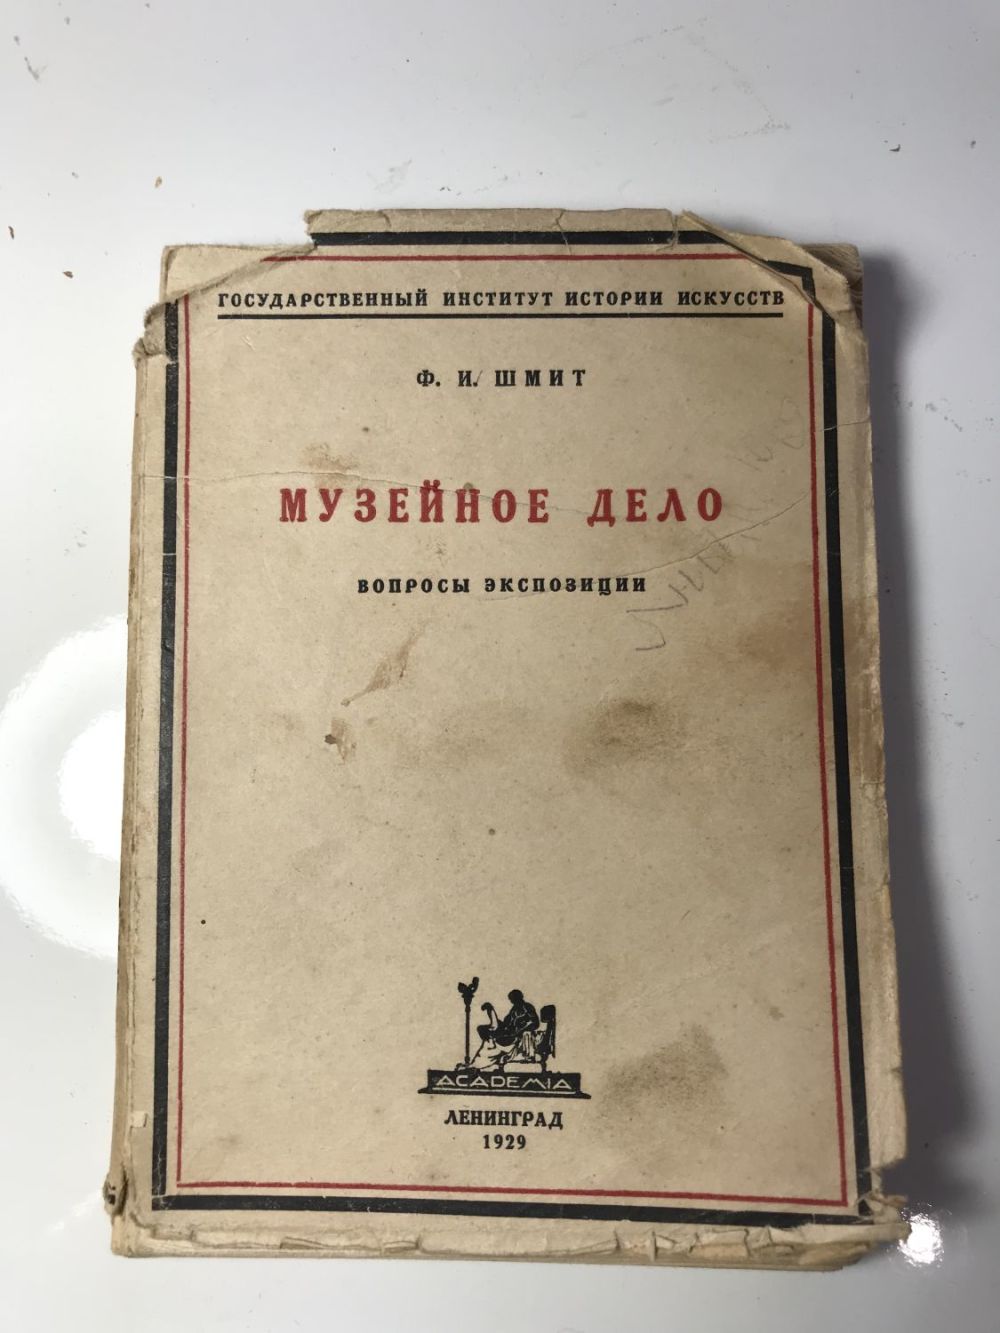 ГОСУДАРСТВЕННЫЙ ИНСТИТУТ ИСТОРИИ ИСКУССТВ
Ф. И. ШМИТ
МУЗЕЙНОЕ ДЕЛО
ВОПРОСЫ ЭКСПОЗИЦИИ
ACADEMIA
ЛЕНИНГРАД
1929